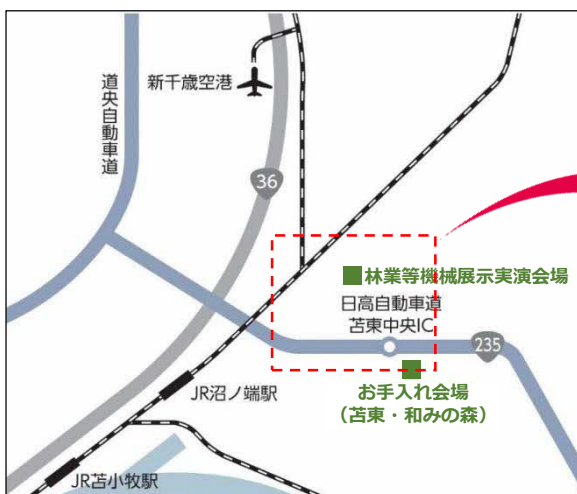 新千歳空港
道央自動車道
36
林業等機械展示実演会場
日高自動車道
苫東中央IC
235
お手入れ会場
（苫東・和みの森）
JR沼ノ端駅
JR苫小牧駅